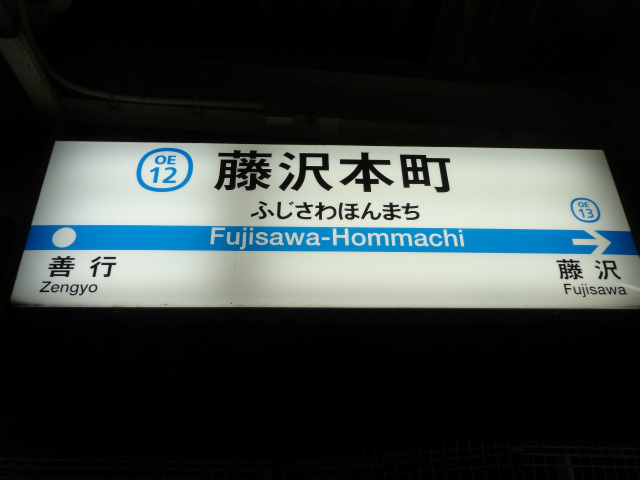 OE
12
藤沢本町
ふじさわほんまち
OE
13
Fujisawa-Hommachi
善行
Zengyo
藤沢
Fujisawa